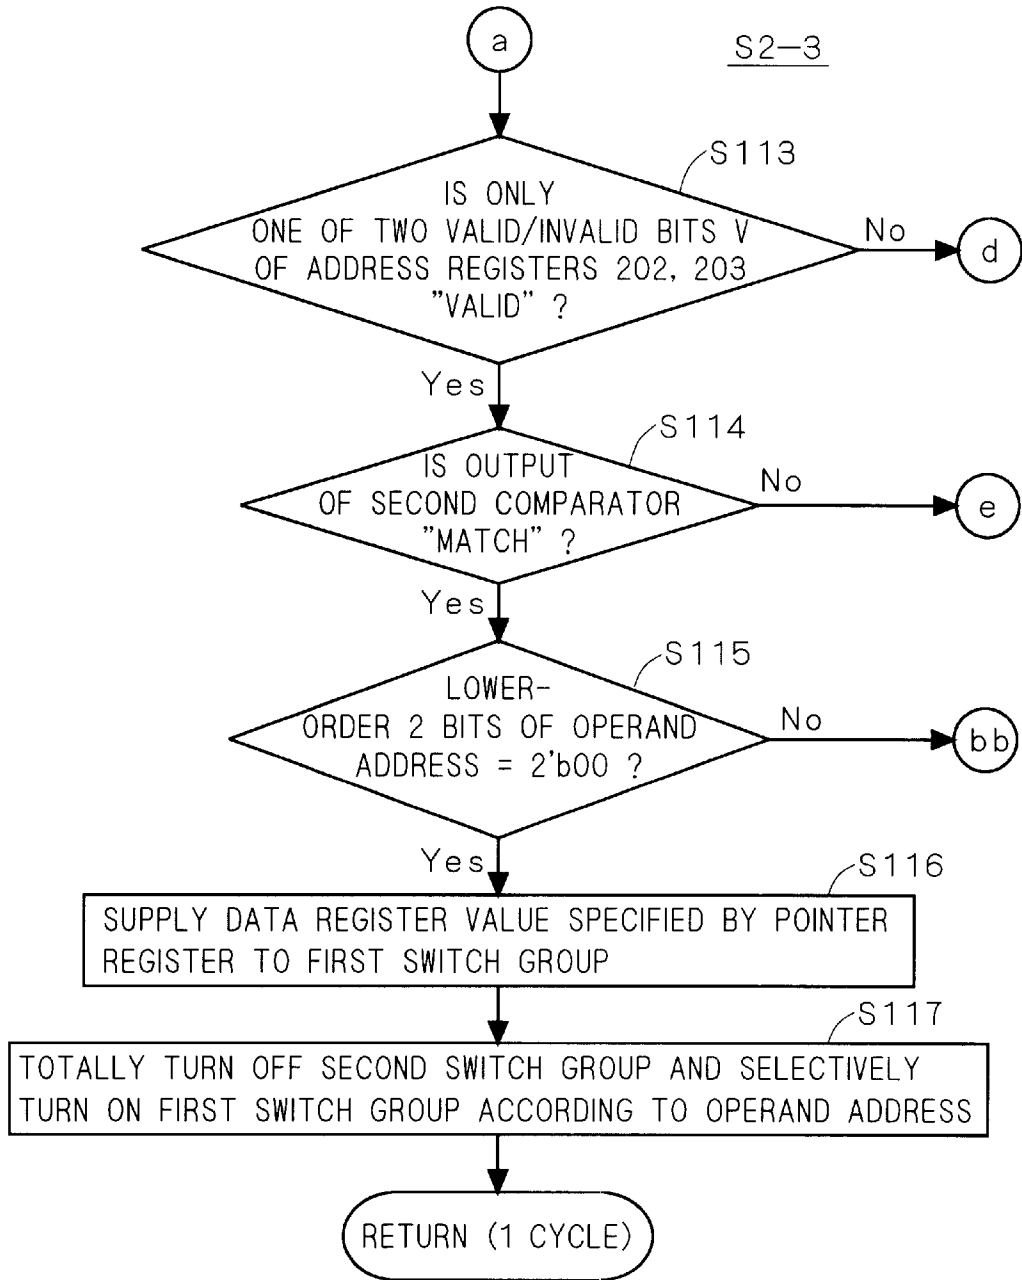 a
S2-3
S113
IS ONLY
ONE OF TWO VALID/INVALID BITS V
OF ADDRESS REGISTERS 202, 203
"VALID" ?
No
d
Yes
S114
IS OUTPUT
OF SECOND COMPARATOR
"MATCH" ?
No
e
Yes
S115
LOWER-
ORDER 2 BITS OF OPERAND
ADDRESS = 2'b00 ?
No
bb
Yes
S116
SUPPLY DATA REGISTER VALUE SPECIFIED BY POINTER
REGISTER TO FIRST SWITCH GROUP
S117
TOTALLY TURN OFF SECOND SWITCH GROUP AND SELECTIVELY
TURN ON FIRST SWITCH GROUP ACCORDING TO OPERAND ADDRESS
RETURN (1 CYCLE)